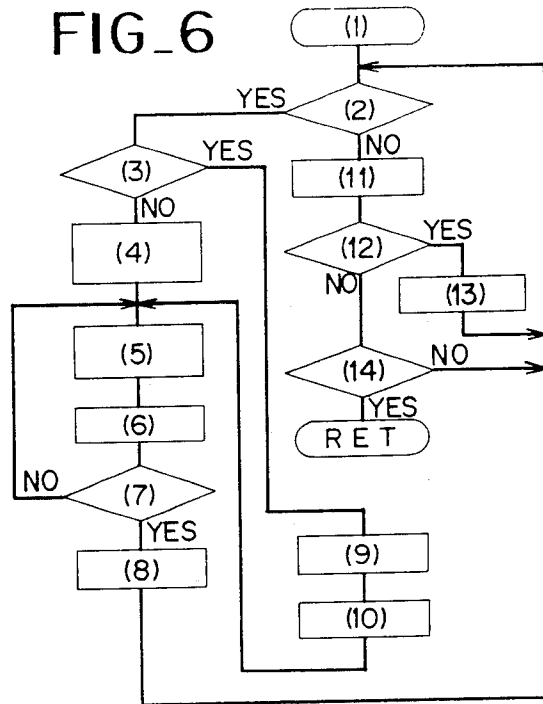 FIG_6
(1)
YES
(2)
NO
(3)
YES
NO
(11)
(4)
(12)
YES
NO
(13)
(5)
(14)
NO
YES
RET
(6)
NO
(7)
YES
(8)
(9)
(10)